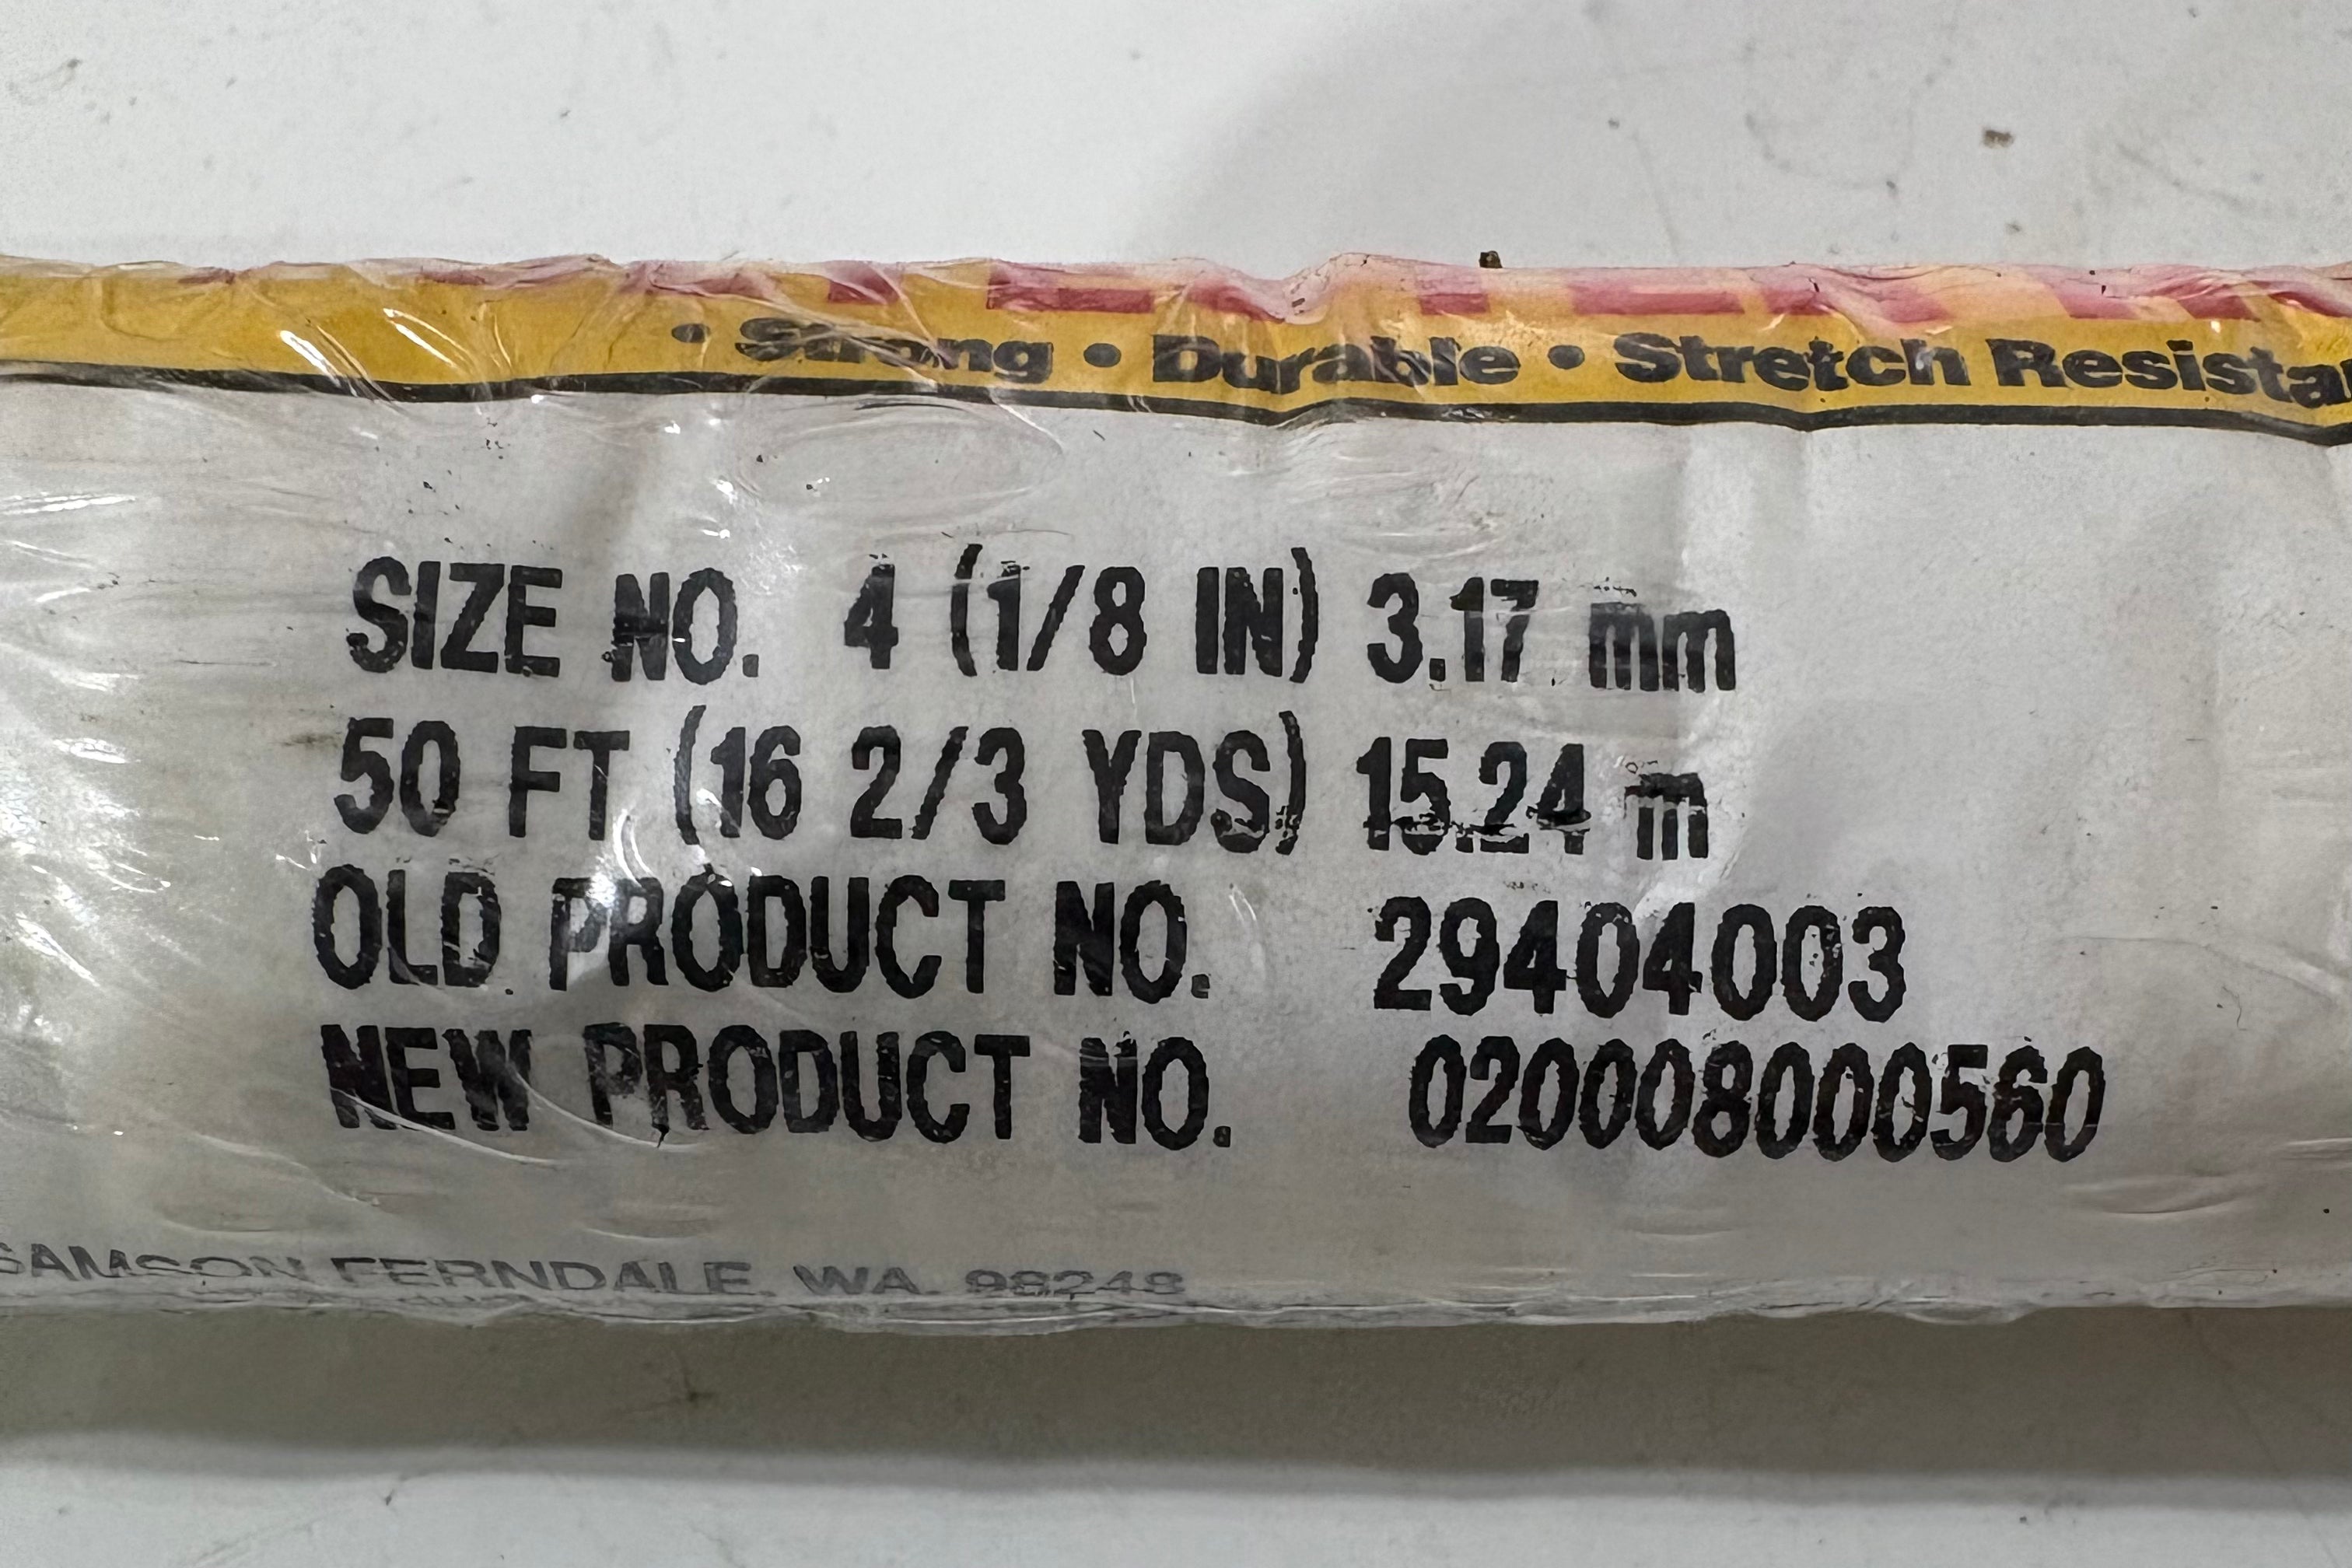 • Strong • Durable • Stretch Resista
SIZE NO. 4 (1/8 IN) 3.17 mm
50 FT (16 2/3 YDS) 15.24 m
OLD PRODUCT NO. 29404003
NEW PRODUCT NO. 020008000560
SAMSON FERNDALE, WA. 98248